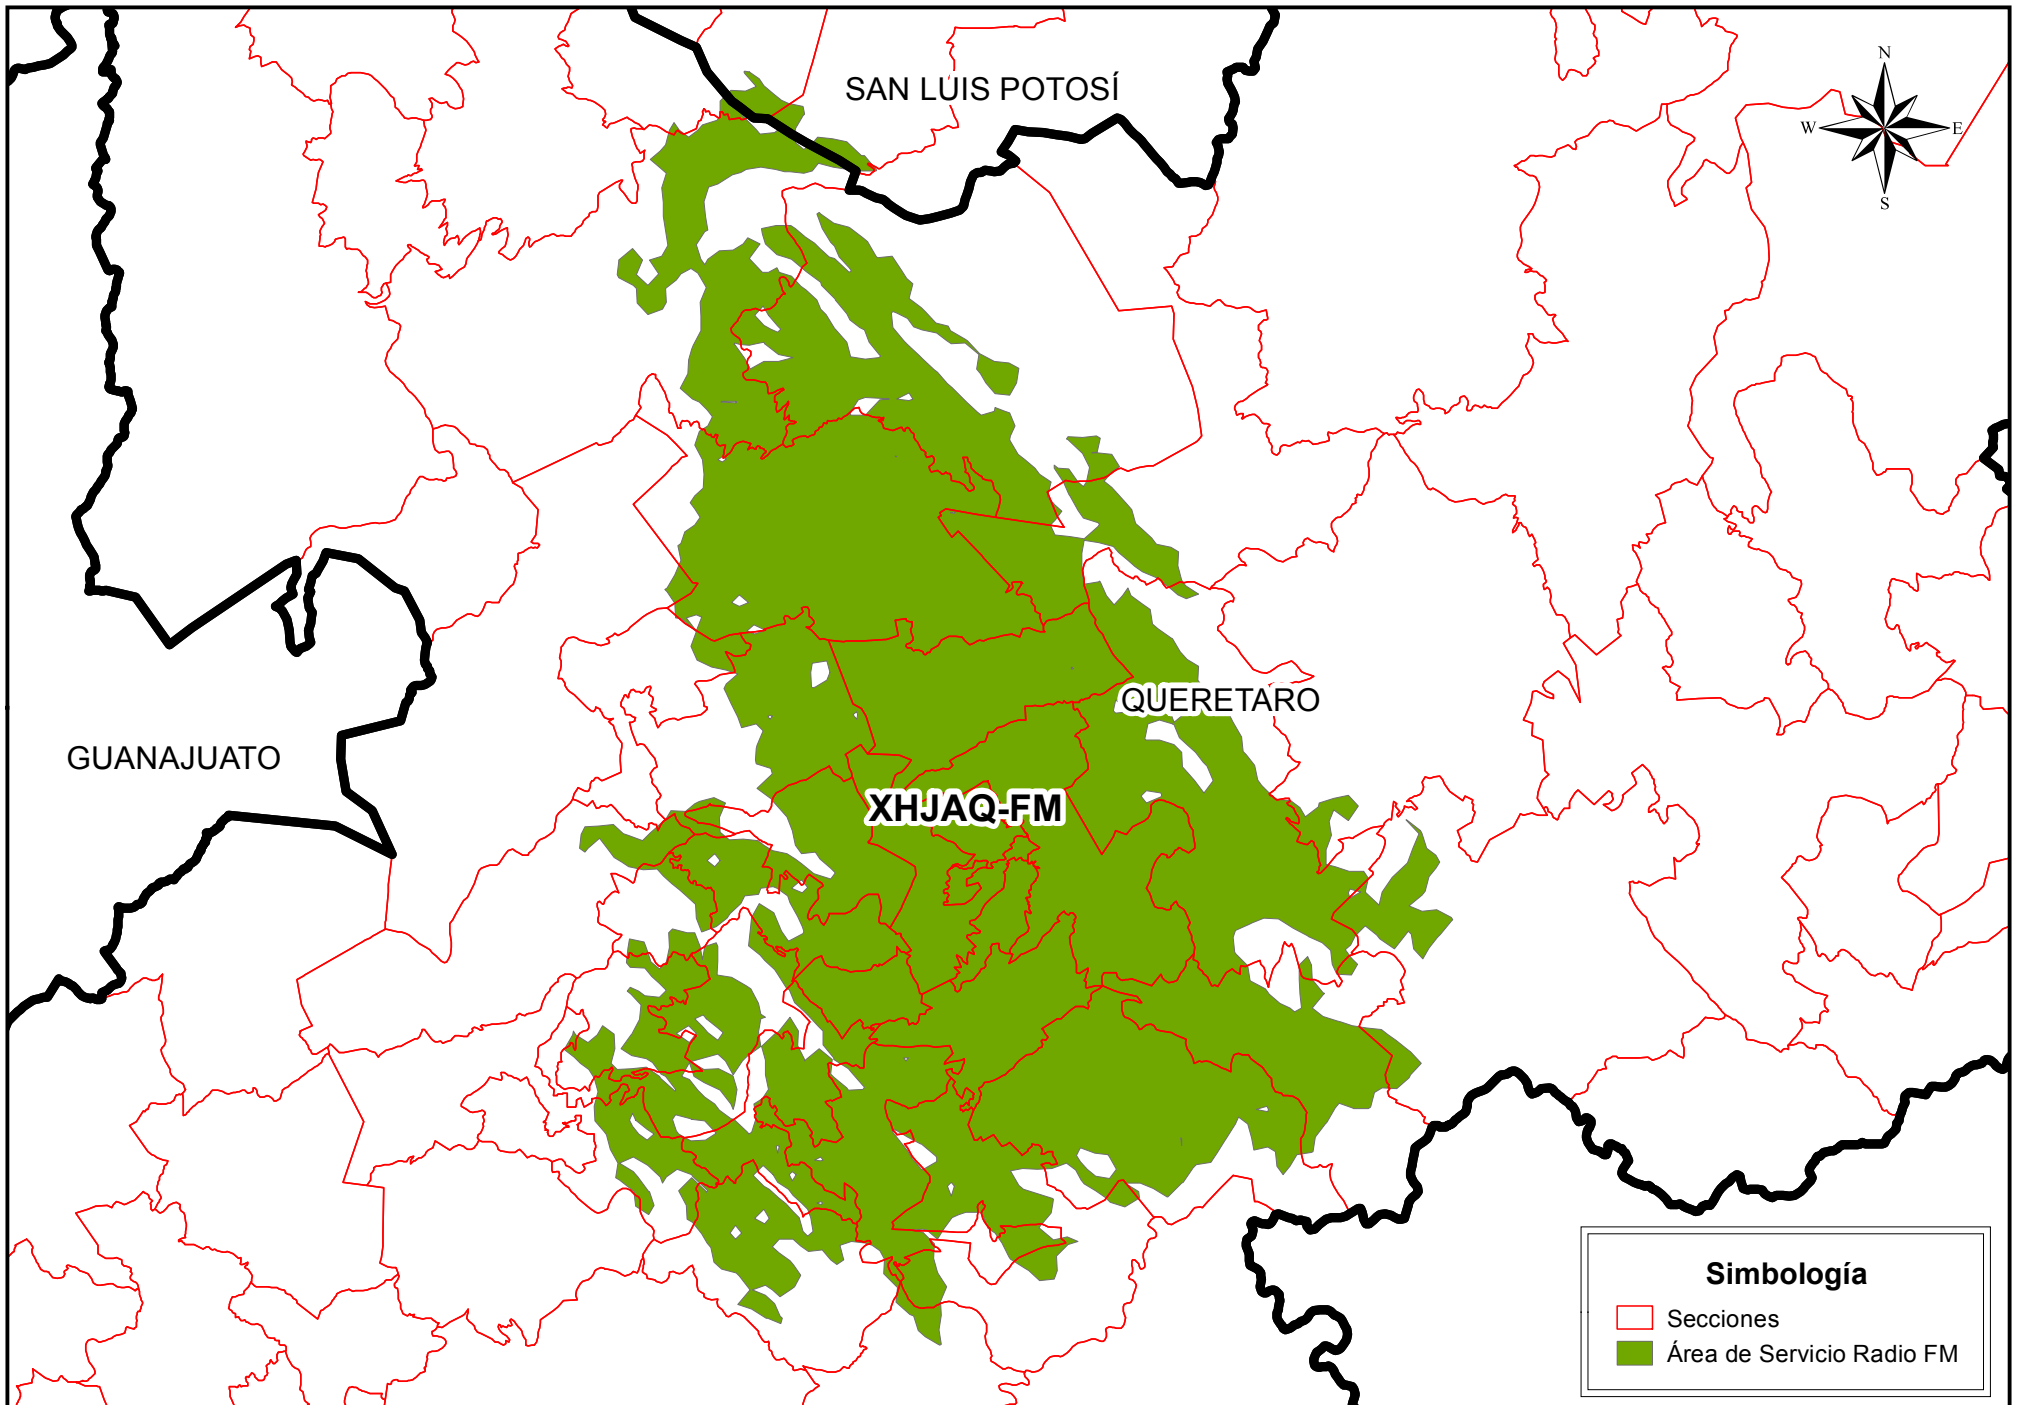 SAN LUIS POTOSÍ
N
W
E
S
QUERETARO
GUANAJUATO
XHJAQ-FM
Simbología
Secciones
Área de Servicio Radio FM